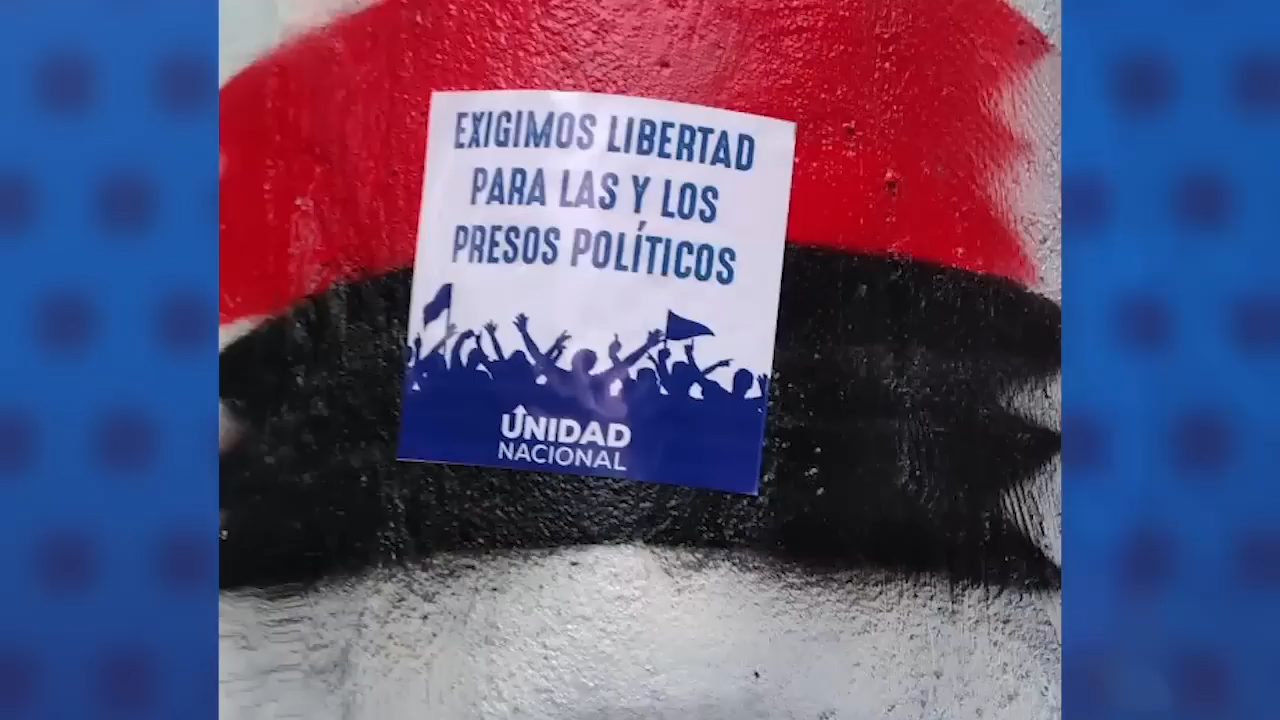 EXIGIMOS LIBERTAD
PARA LAS Y LOS
PRESOS POLÍTICOS
UNIDAD
NACIONAL